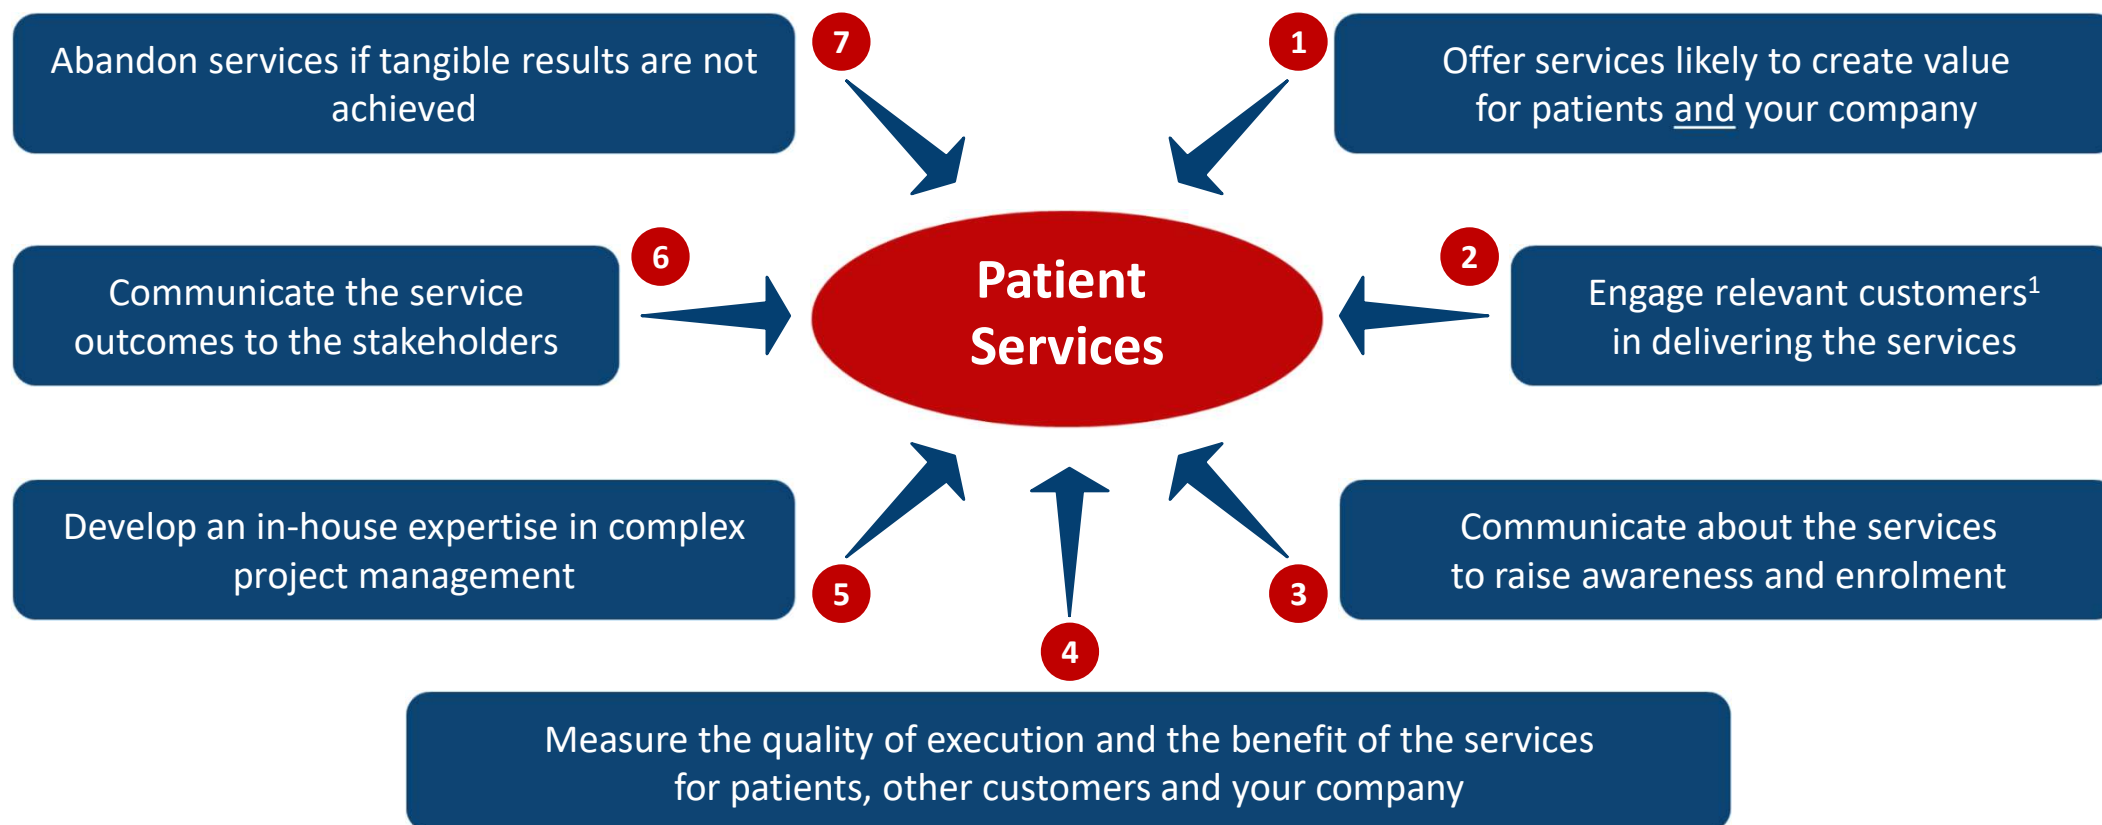 Patient
Services
1
Offer services likely to create value
for patients and your company
2
Engage relevant customers¹
in delivering the services
3
Communicate about the services
to raise awareness and enrolment
4
Measure the quality of execution and the benefit of the services
for patients, other customers and your company
5
Develop an in-house expertise in complex
project management
6
Communicate the service
outcomes to the stakeholders
7
Abandon services if tangible results are not
achieved